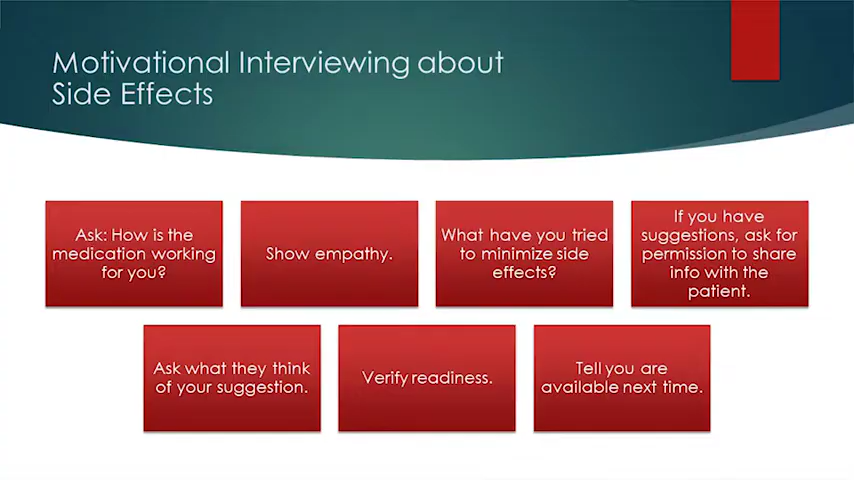 Motivational Interviewing about
Side Effects
Ask: How is the
medication working
for you?
Show empathy.
What have you tried
to minimize side
effects?
If you have
suggestions, ask for
permission to share
info with the
patient.
Ask what they think
of your suggestion.
Verify readiness.
Tell you are
available next time.